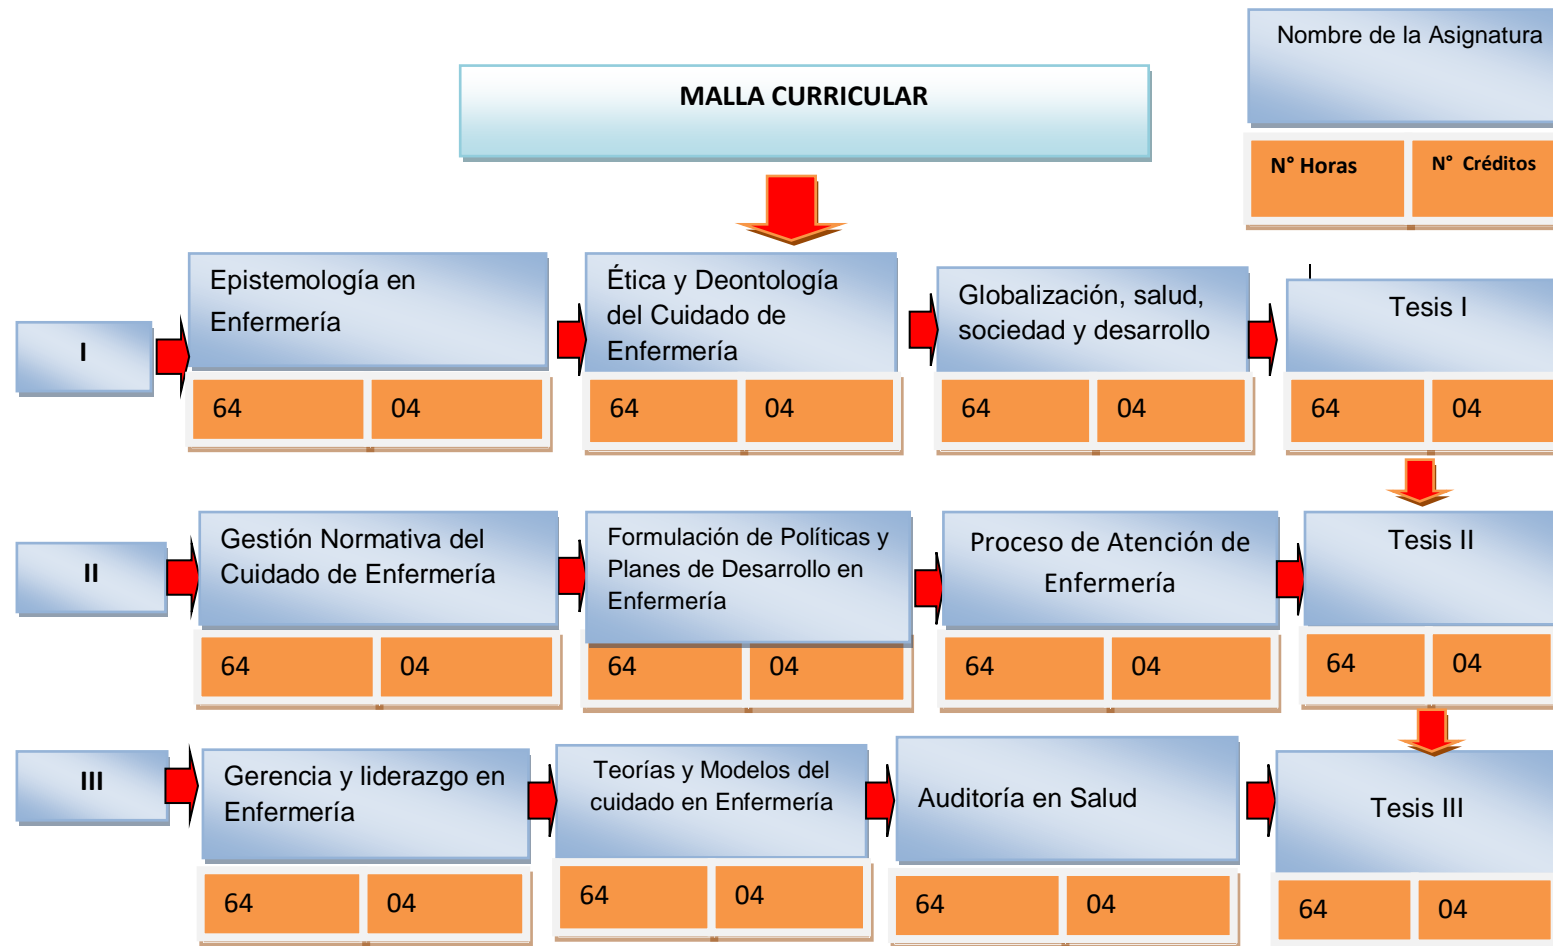 Nombre de la Asignatura
MALLA CURRICULAR
N° Horas
N° Créditos
I
Epistemología en
Enfermería
64
04
Ética y Deontología
del Cuidado de
Enfermería
64
04
Globalización, salud,
sociedad y desarrollo
64
04
Tesis I
64
04
II
Gestión Normativa del
Cuidado de Enfermería
64
04
Formulación de Políticas y
Planes de Desarrollo en
Enfermería
64
04
Proceso de Atención de
Enfermería
64
04
Tesis II
64
04
III
Gerencia y liderazgo en
Enfermería
64
04
Teorías y Modelos del
cuidado en Enfermería
64
04
Auditoría en Salud
64
04
Tesis III
64
04